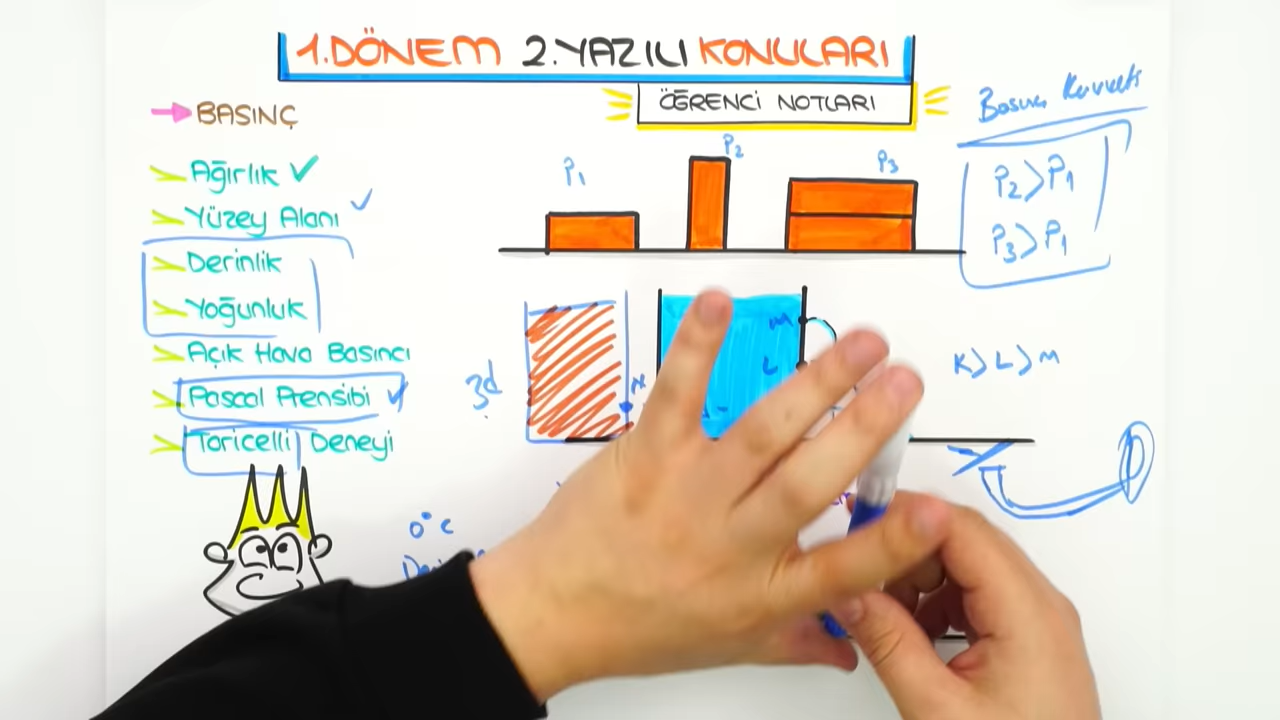 1.DÖNEM 2.YAZILI KONULARI
ÖĞRENCİ NOTLARI
BASINÇ
Ağırlık
Yüzey Alanı
Derinlik
Yoğunluk
Açık Hava Basıncı
Pascal Prensibi
Toricelli Deneyi
P₁
P₂
P₃
Basınç Kuvveti
P₂>P₁
P₃>P₁
3d
M
L
K>L>M
0°C